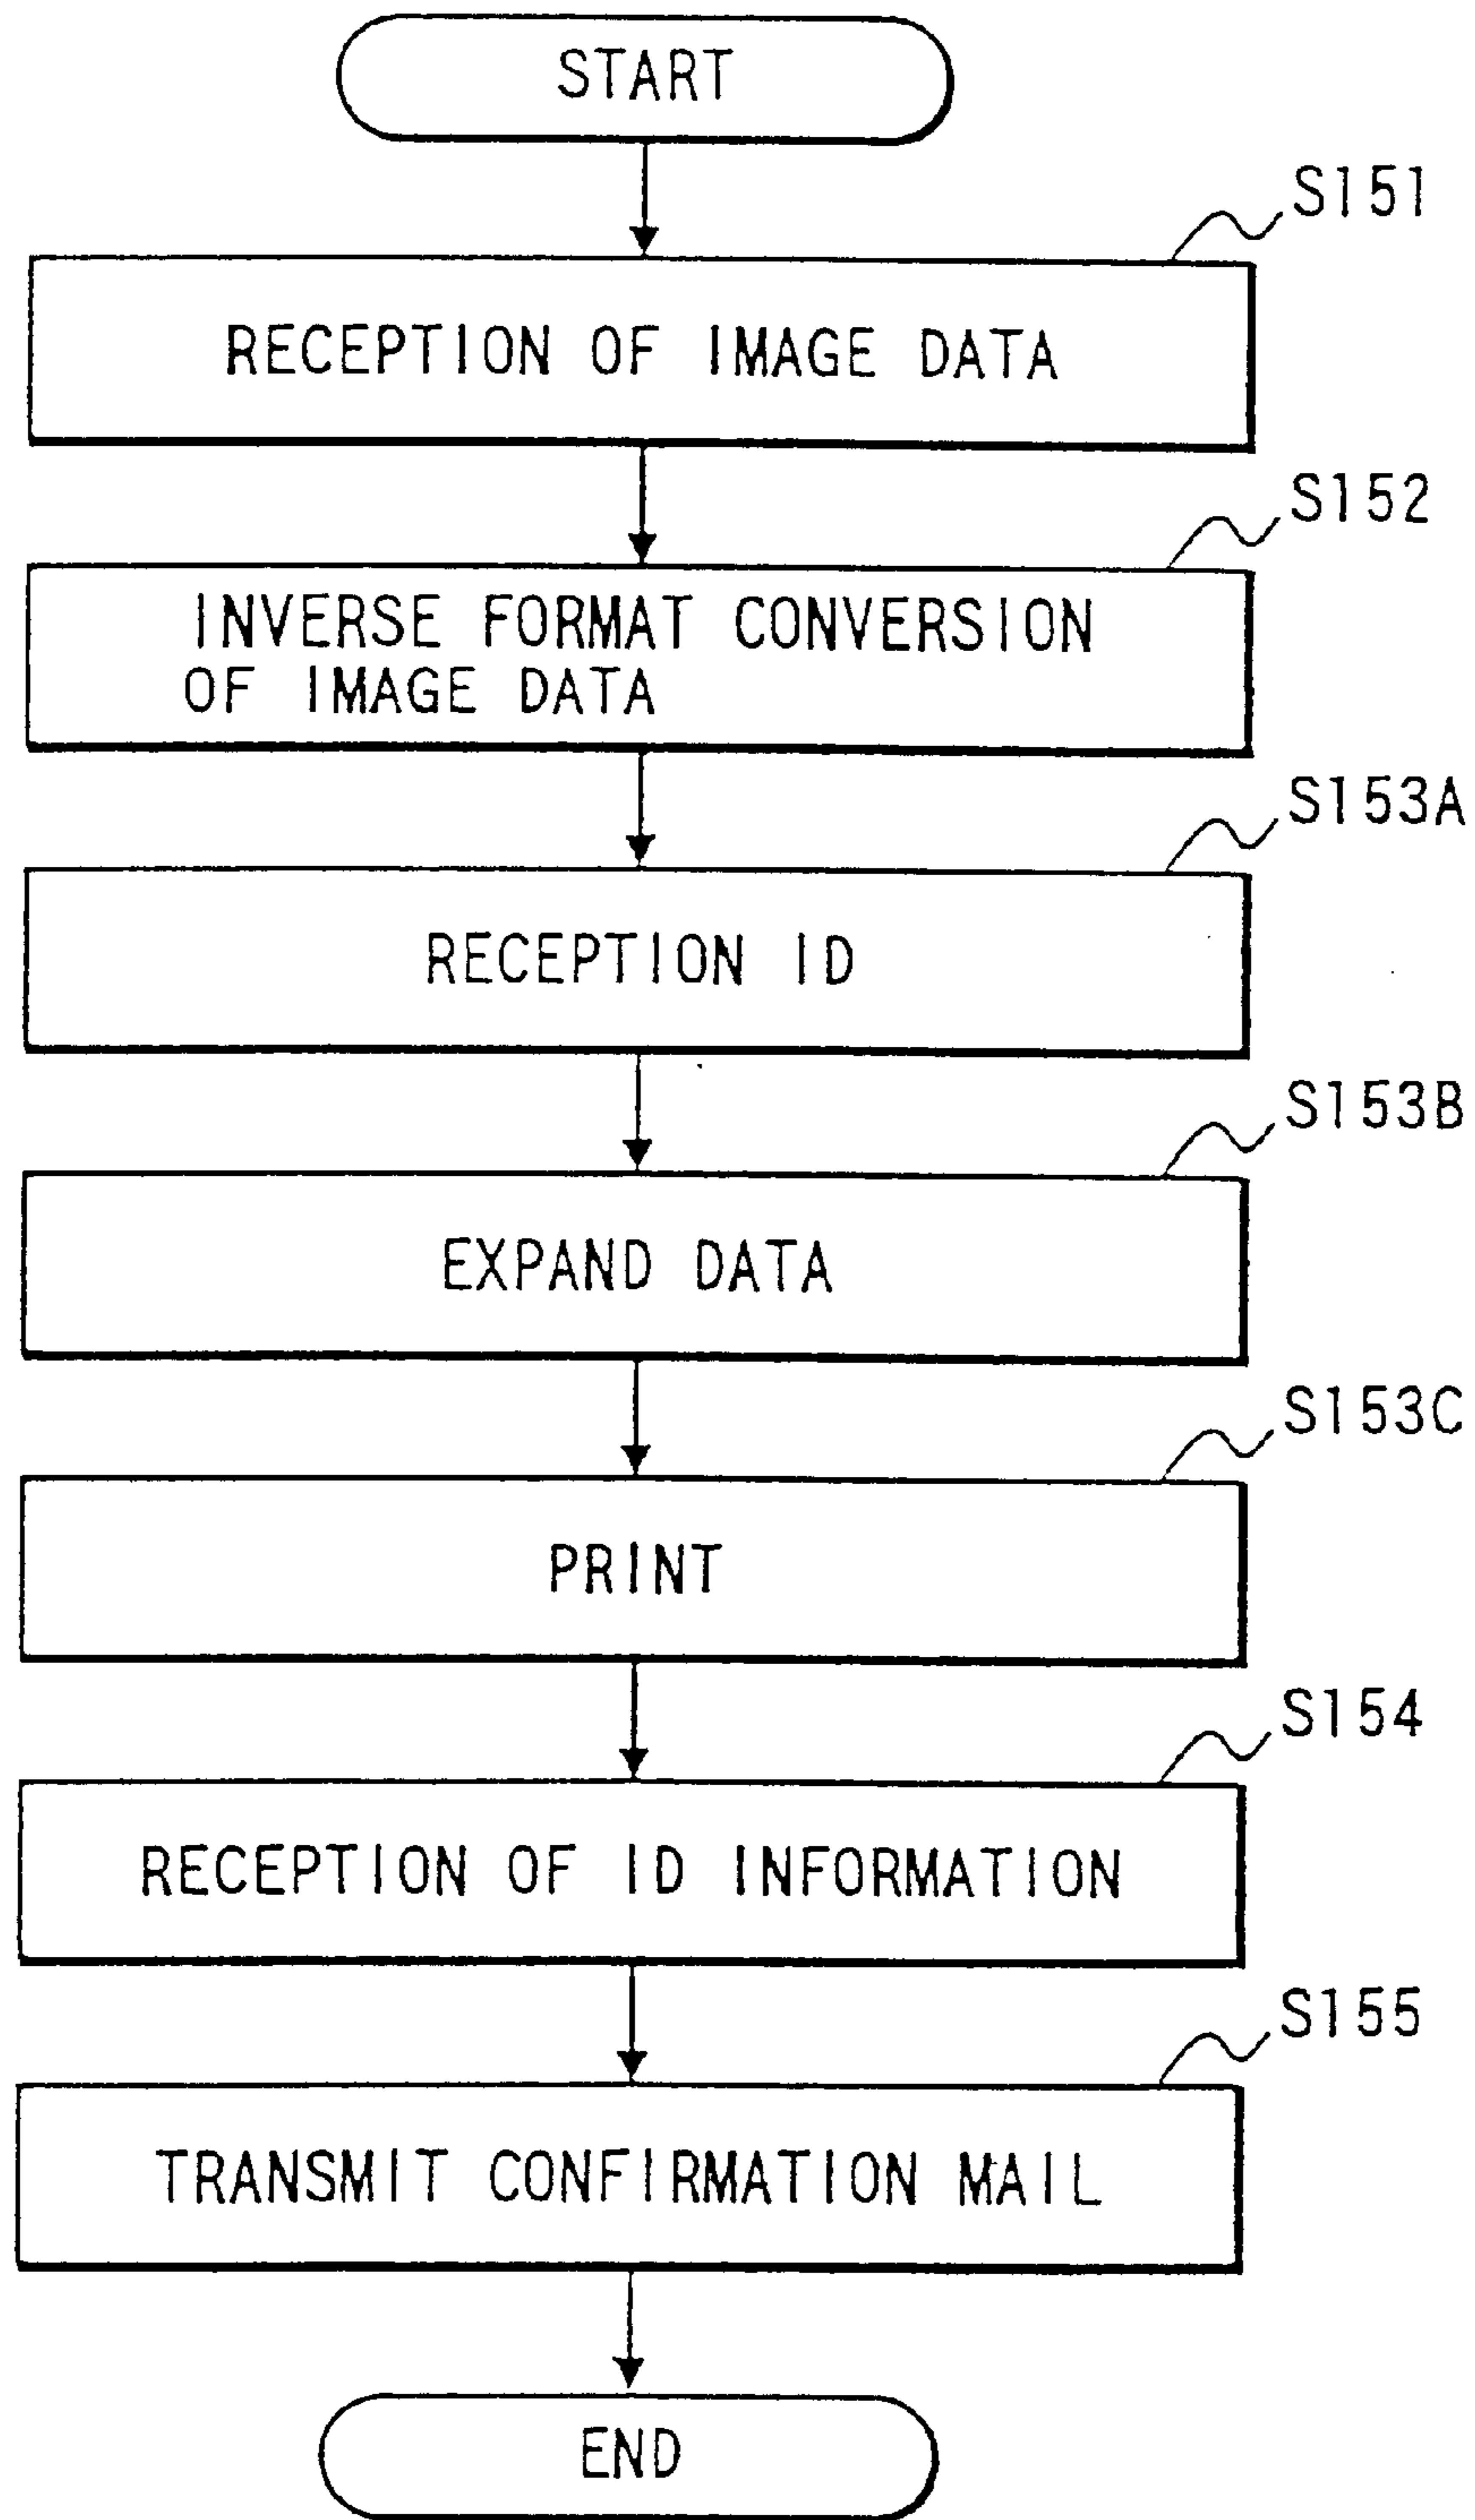 START
S151
RECEPTION OF IMAGE DATA
S152
INVERSE FORMAT CONVERSION
OF IMAGE DATA
S153A
RECEPTION ID
S153B
EXPAND DATA
S153C
PRINT
S154
RECEPTION OF ID INFORMATION
S155
TRANSMIT CONFIRMATION MAIL
END